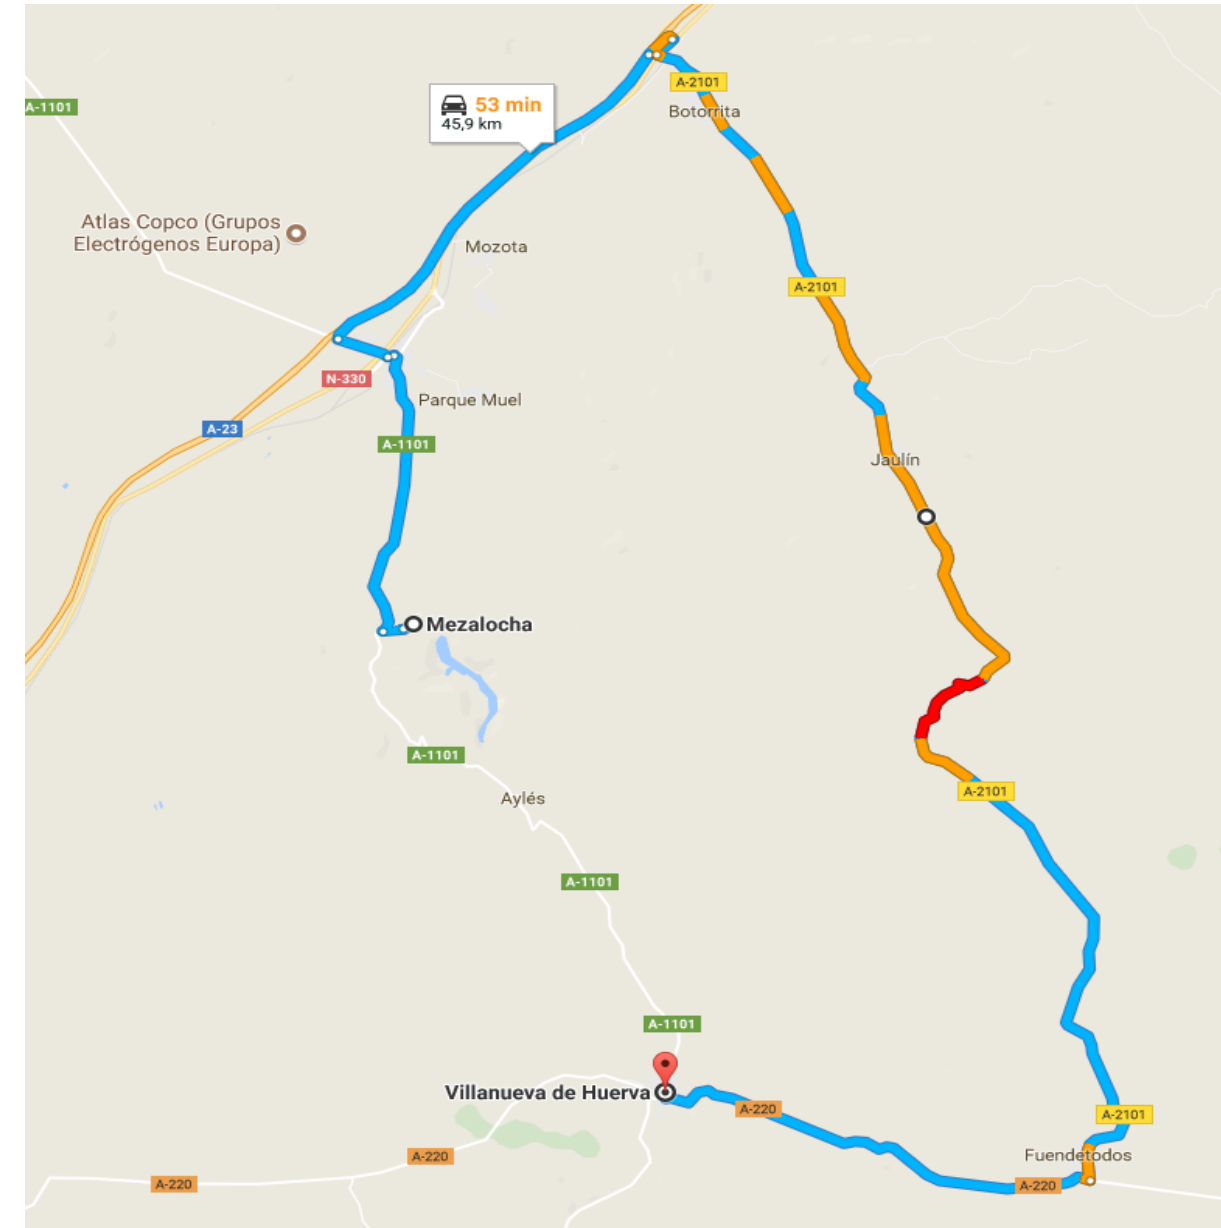 A-2101
53 min
45,9 km
A-1101
Botorrita
Atlas Copco (Grupos
Electrógenos Europa)
Mozota
A-2101
N-330
Parque Muel
A-23
A-1101
Jaulín
Mezalocha
A-1101
A-2101
Aylés
A-1101
A-1101
Villanueva de Huerva
A-220
A-2101
A-220
Fuendetodos
A-220
A-220